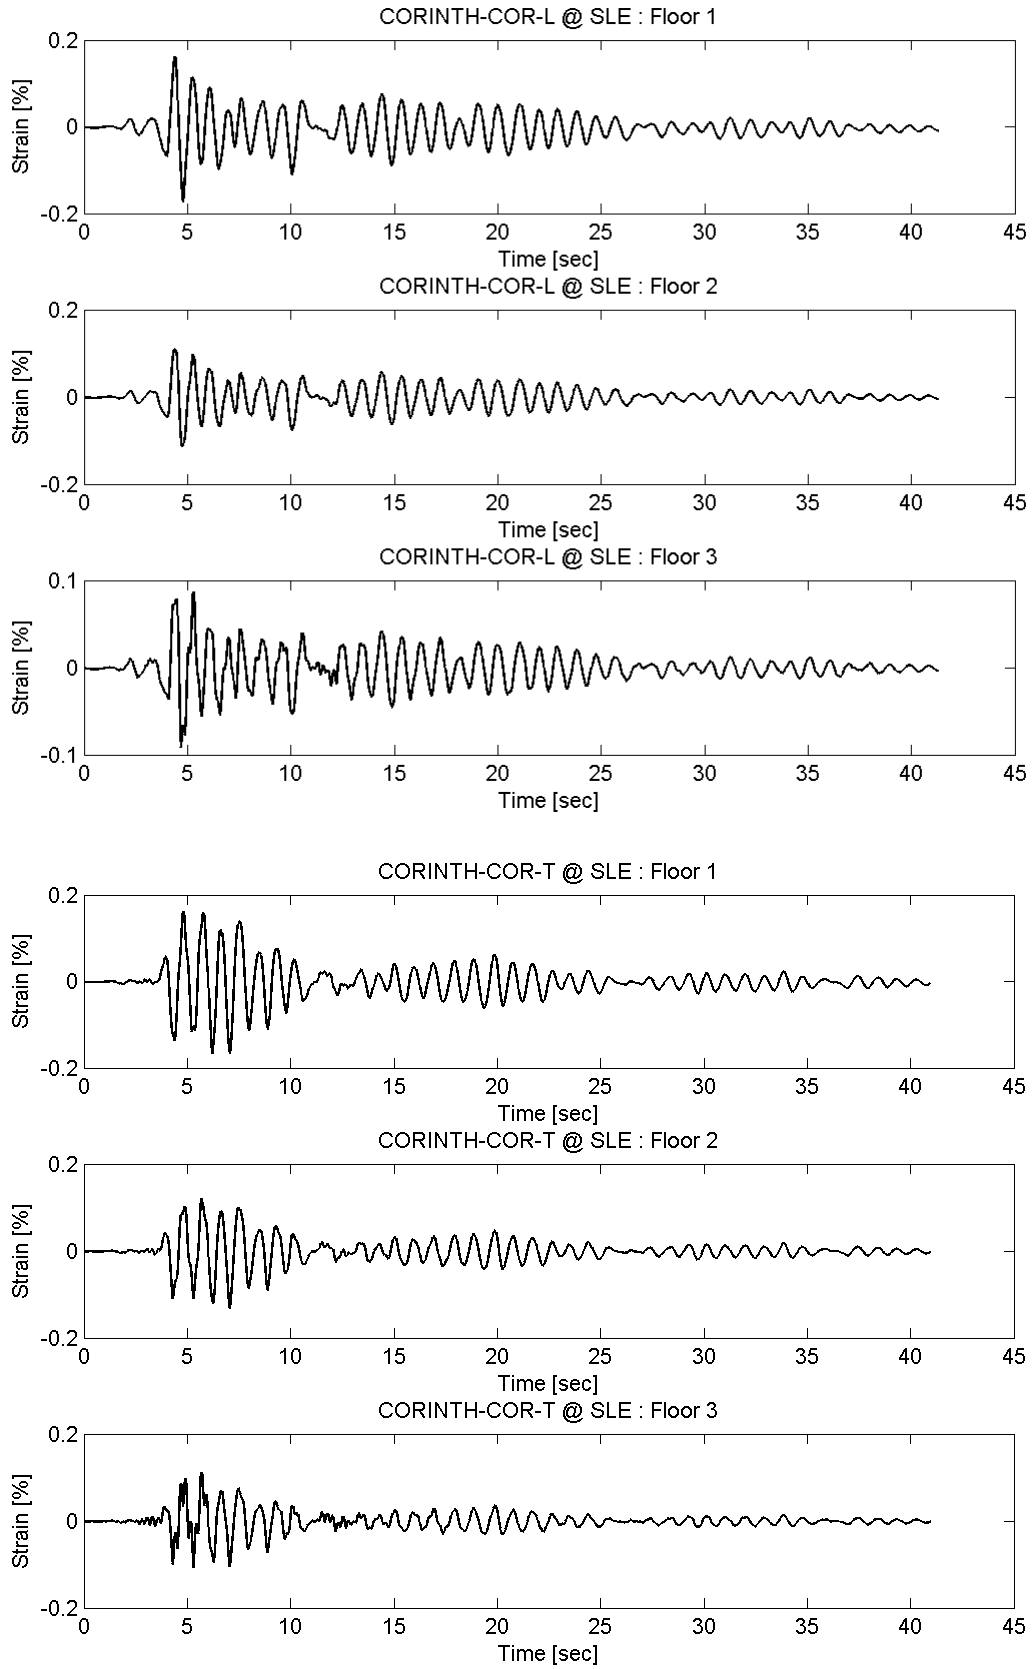 CORINTH-COR-L @ SLE : Floor 1
0.2
0
-0.2
Strain [%]
0 5 10 15 20 25 30 35 40 45
Time [sec]
CORINTH-COR-L @ SLE : Floor 2
0.2
0
-0.2
Strain [%]
0 5 10 15 20 25 30 35 40 45
Time [sec]
CORINTH-COR-L @ SLE : Floor 3
0.1
0
-0.1
Strain [%]
0 5 10 15 20 25 30 35 40 45
Time [sec]
CORINTH-COR-T @ SLE : Floor 1
0.2
0
-0.2
Strain [%]
0 5 10 15 20 25 30 35 40 45
Time [sec]
CORINTH-COR-T @ SLE : Floor 2
0.2
0
-0.2
Strain [%]
0 5 10 15 20 25 30 35 40 45
Time [sec]
CORINTH-COR-T @ SLE : Floor 3
0.2
0
-0.2
Strain [%]
0 5 10 15 20 25 30 35 40 45
Time [sec]